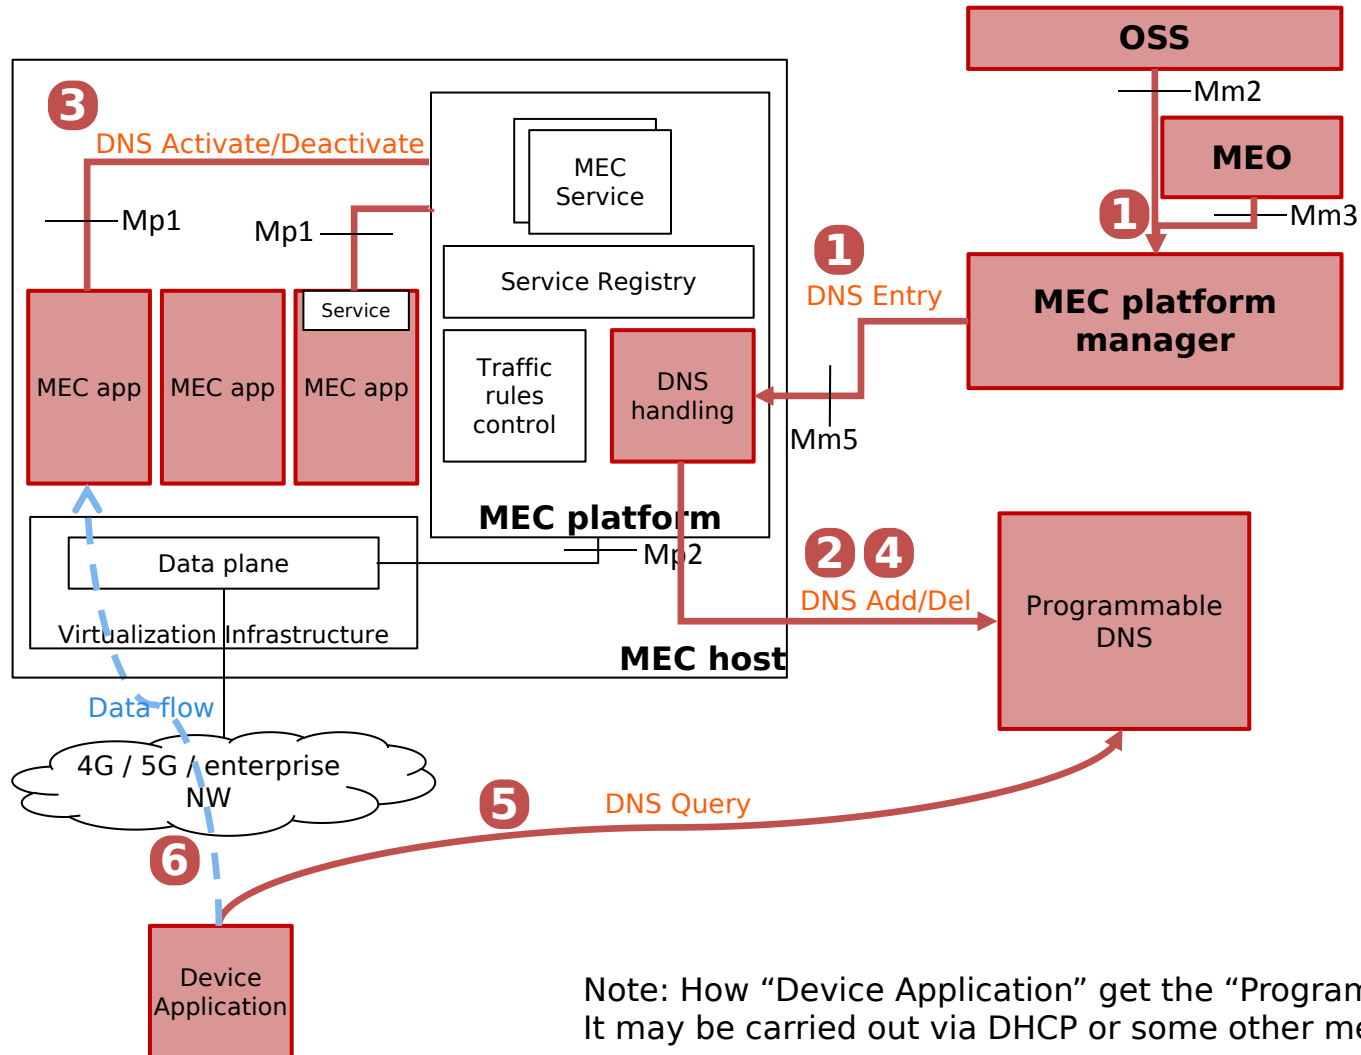 OSS
Mm2
MEO
Mm3
1
MEC platform
manager
3
DNS Activate/Deactivate
Mp1
Mp1
MEC
Service
Service Registry
1
DNS Entry
Mm5
Service
MEC app
MEC app
MEC app
Traffic
rules
control
DNS
handling
MEC platform
Mp2
Data plane
Virtualization Infrastructure
MEC host
2 4
DNS Add/Del
Programmable
DNS
Data flow
4G / 5G / enterprise
NW
5
DNS Query
6
Device
Application
Note: How “Device Application” get the “Program
It may be carried out via DHCP or some other me